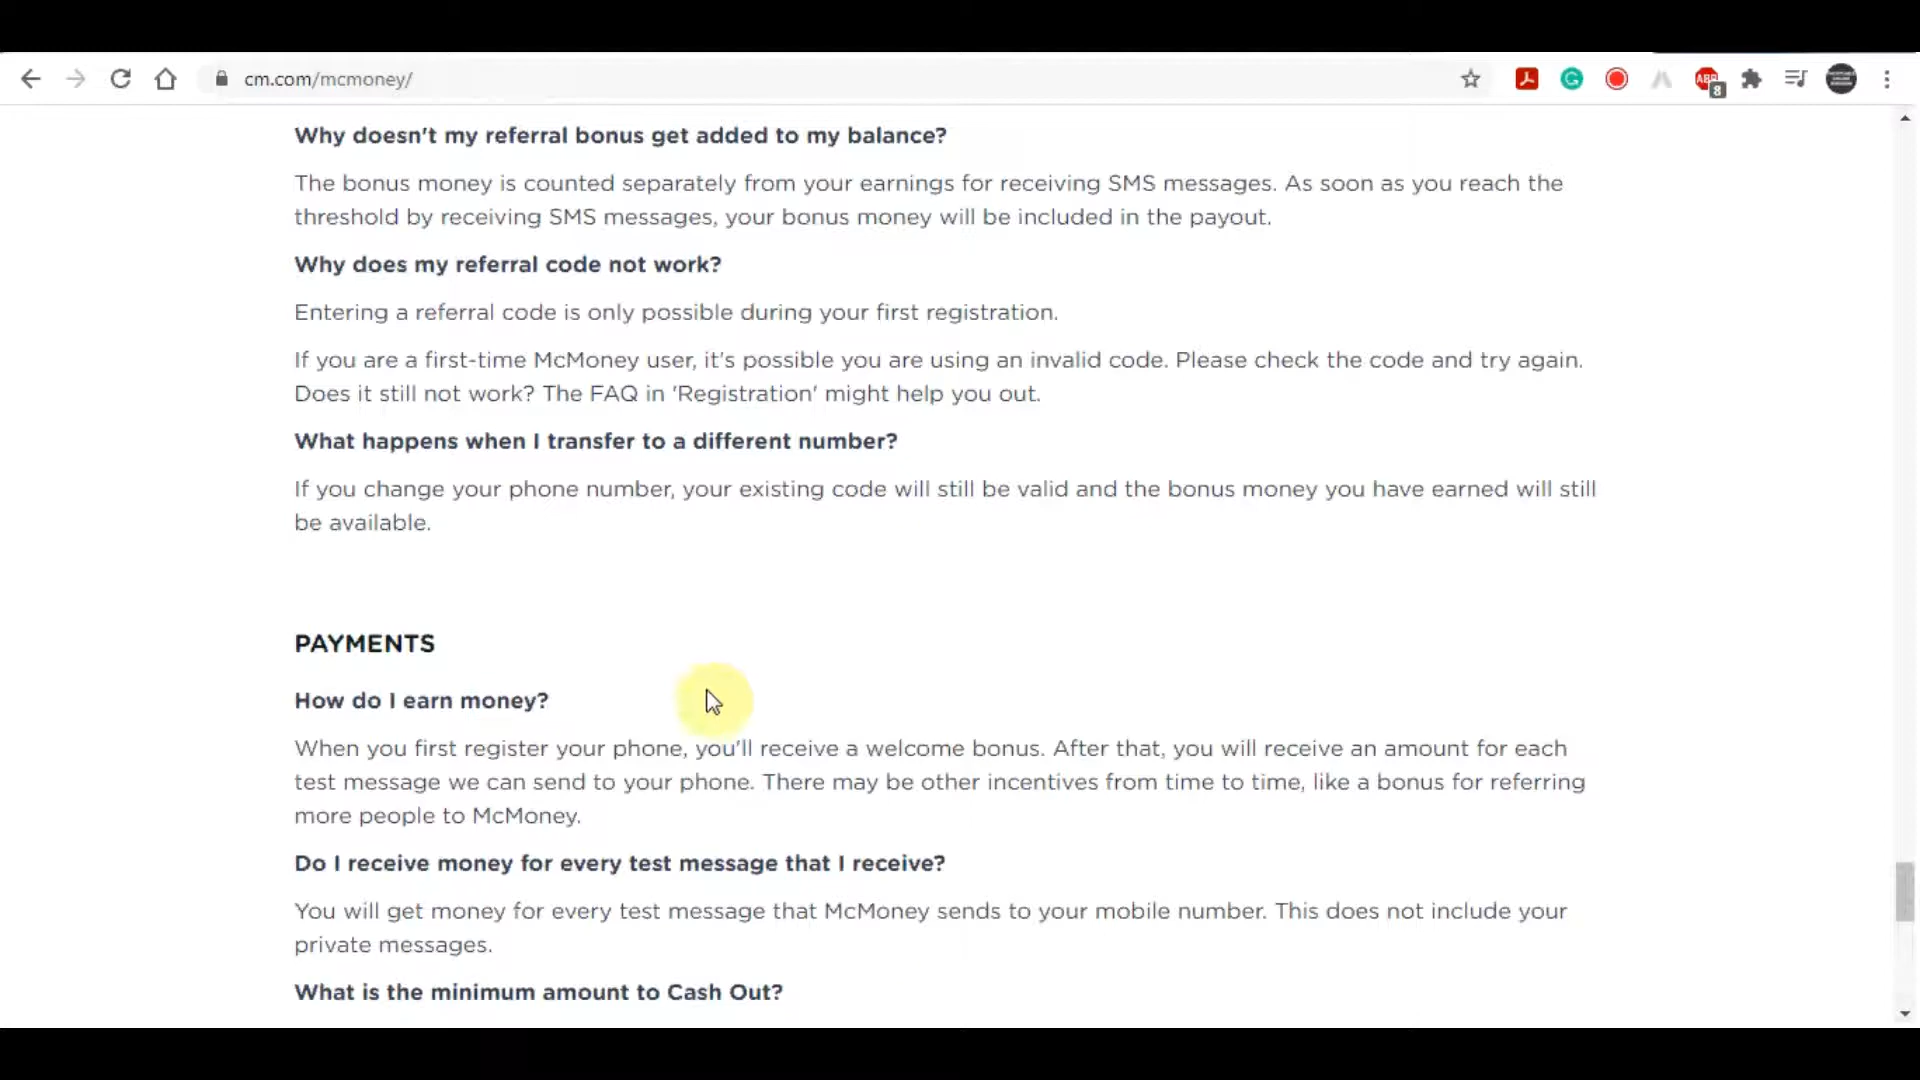 cm.com/mcmoney/
ABP
8
Why doesn't my referral bonus get added to my balance?
The bonus money is counted separately from your earnings for receiving SMS messages. As soon as you reach the
threshold by receiving SMS messages, your bonus money will be included in the payout.
Why does my referral code not work?
Entering a referral code is only possible during your first registration.
If you are a first-time McMoney user, it's possible you are using an invalid code. Please check the code and try again.
Does it still not work? The FAQ in 'Registration' might help you out.
What happens when I transfer to a different number?
If you change your phone number, your existing code will still be valid and the bonus money you have earned will still
be available.
PAYMENTS
How do I earn money?
When you first register your phone, you'll receive a welcome bonus. After that, you will receive an amount for each
test message we can send to your phone. There may be other incentives from time to time, like a bonus for referring
more people to McMoney.
Do I receive money for every test message that I receive?
You will get money for every test message that McMoney sends to your mobile number. This does not include your
private messages.
What is the minimum amount to Cash Out?